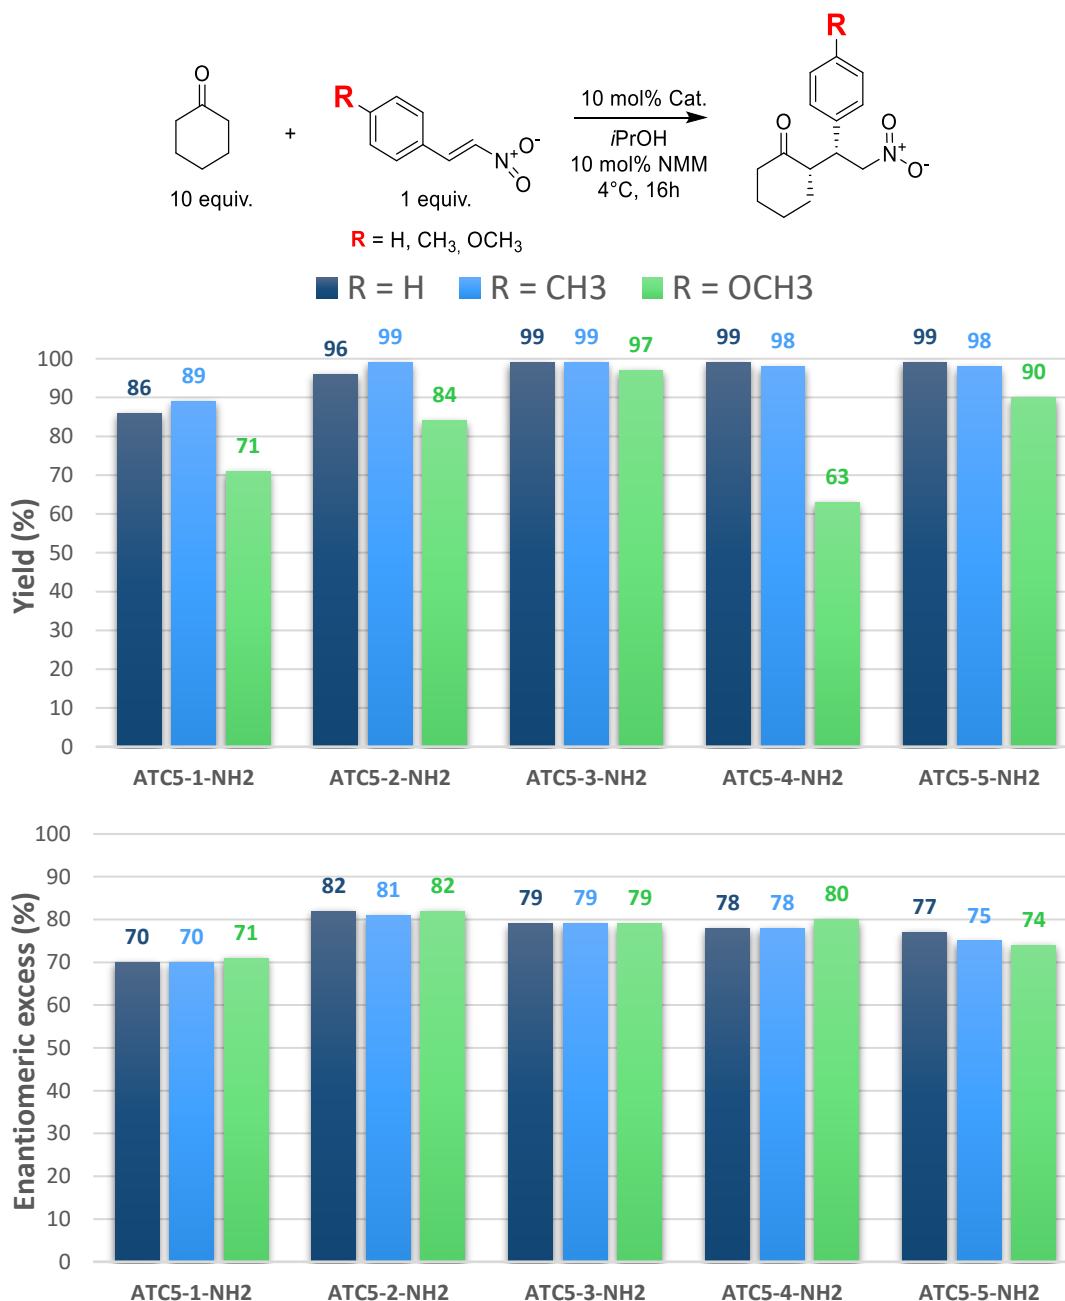 R
O
R
O
O
10 mol% Cat.
+
N+
O-
iPrOH
N+
O-
O
10 mol% NMM
10 equiv.
1 equiv.
4°C, 16h
R = H, CH3, OCH3
R = H R = CH3 R = OCH3
Yield (%)
100
90
80
70
60
50
40
30
20
10
0
86 89 71
96 99 84
99 99 97
99 98 63
99 98 90
ATC5-1-NH2 ATC5-2-NH2 ATC5-3-NH2 ATC5-4-NH2 ATC5-5-NH2
Enantiomeric excess (%)
100
90
80
70
60
50
40
30
20
10
0
70 70 71
82 81 82
79 79 79
78 78 80
77 75 74
ATC5-1-NH2 ATC5-2-NH2 ATC5-3-NH2 ATC5-4-NH2 ATC5-5-NH2